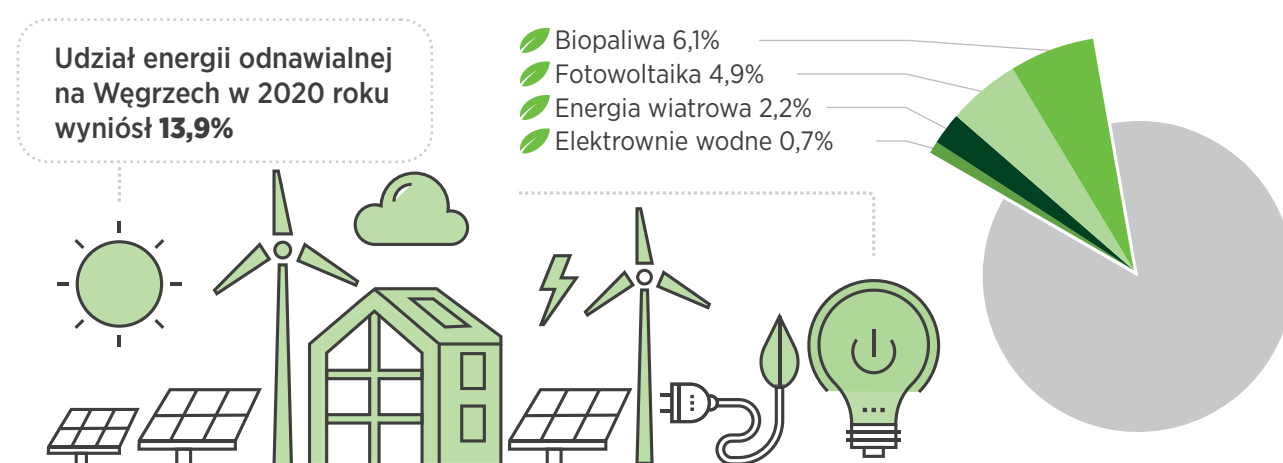 Udział energii odnawialnej
na Węgrzech w 2020 roku
wyniósł 13,9%
Biopaliwa 6,1%
Fotowoltaika 4,9%
Energia wiatrowa 2,2%
Elektrownie wodne 0,7%